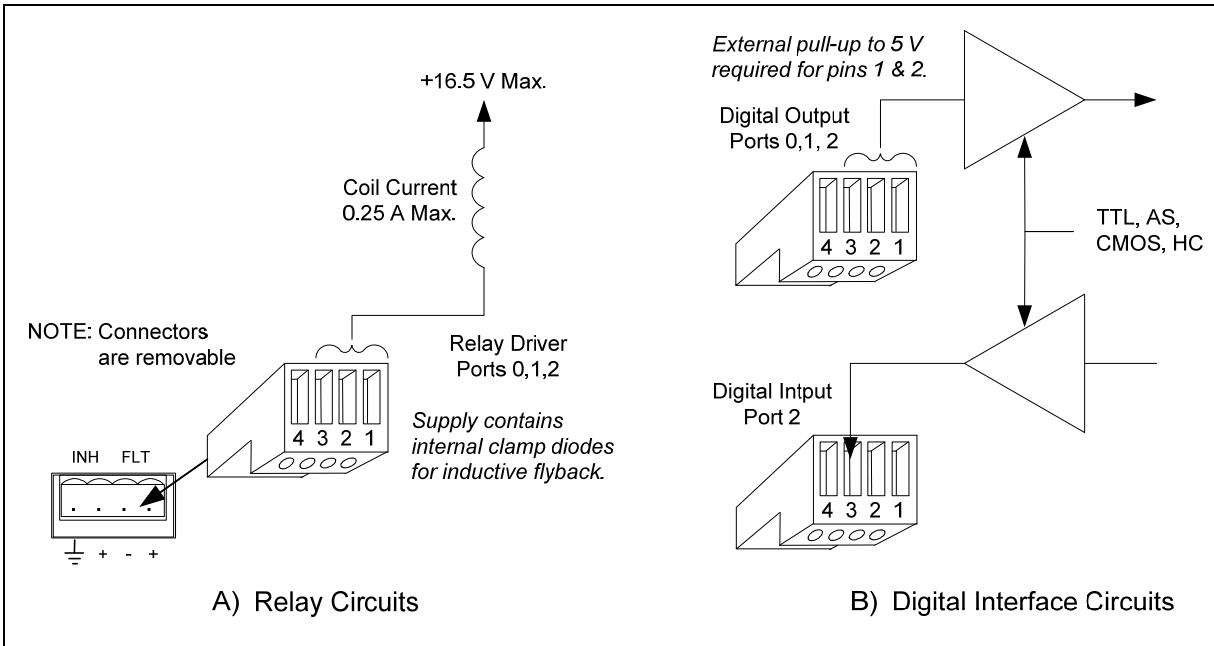 +16.5 V Max.
Coil Current
0.25 A Max.
NOTE: Connectors
are removable
Relay Driver
Ports 0,1,2
4 3 2 1
Supply contains
internal clamp diodes
for inductive flyback.
INH FLT
+ - +
A) Relay Circuits
External pull-up to 5 V
required for pins 1 & 2.
Digital Output
Ports 0,1, 2
4 3 2 1
TTL, AS,
CMOS, HC
Digital Intput
Port 2
4 3 2 1
B) Digital Interface Circuits